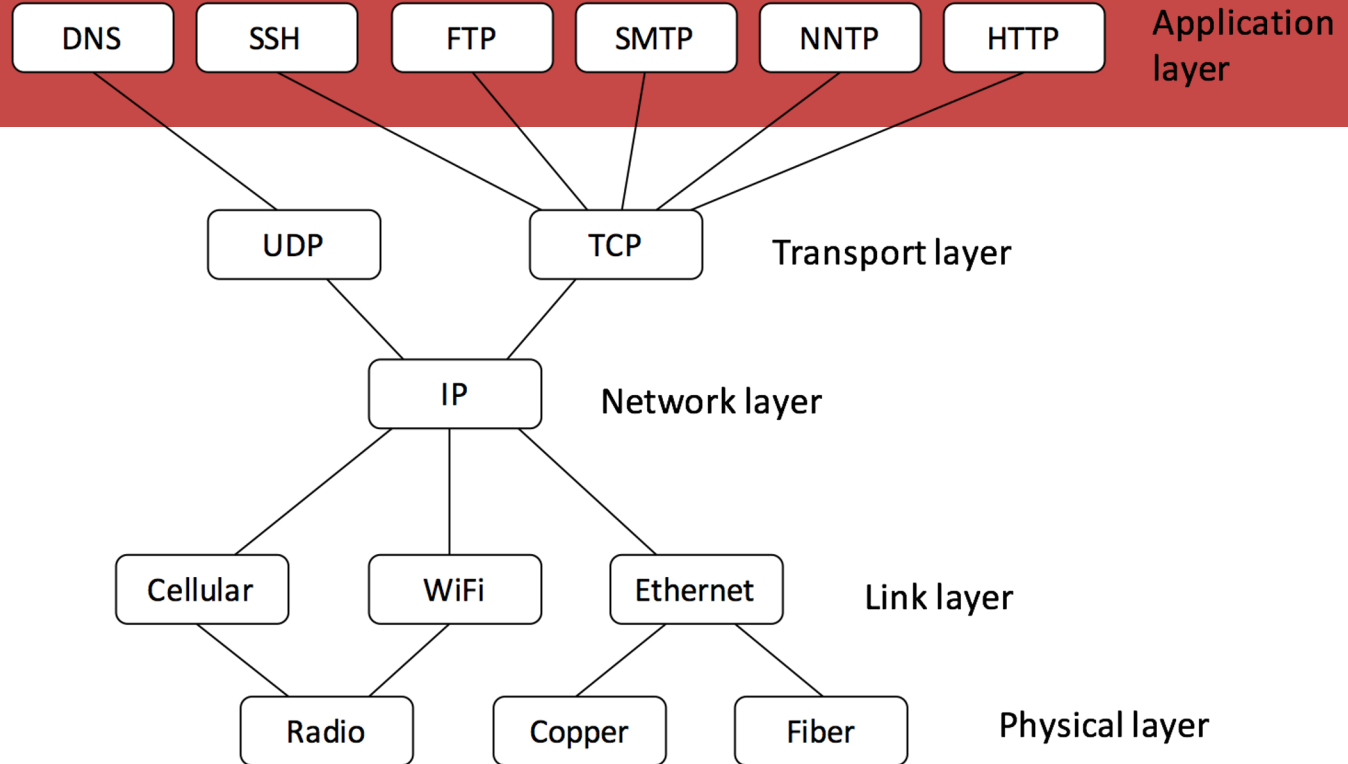 DNS
SSH
FTP
SMTP
NNTP
HTTP
Application
layer
UDP
TCP
Transport layer
IP
Network layer
Cellular
WiFi
Ethernet
Link layer
Radio
Copper
Fiber
Physical layer